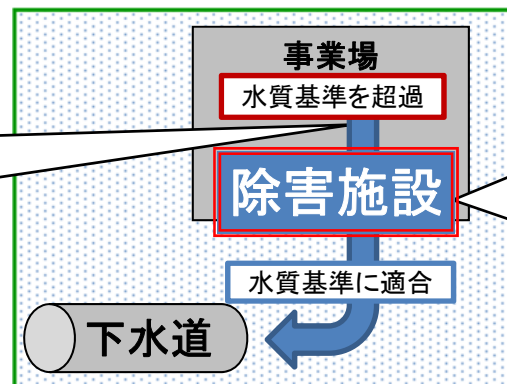 事業場
水質基準を超過
除害施設
水質基準に適合
下水道